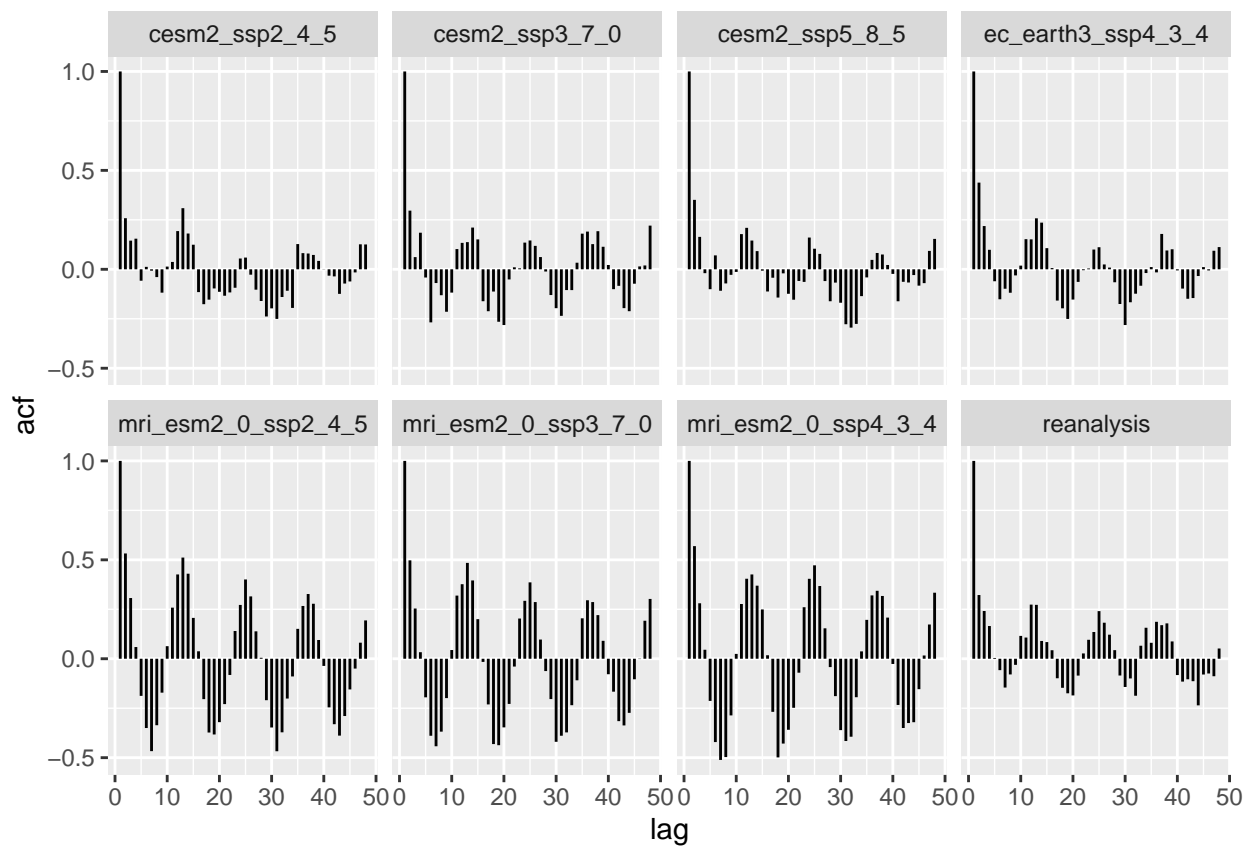 cesm2_ssp2_4_5 cesm2_ssp3_7_0 cesm2_ssp5_8_5 ec_earth3_ssp4_3_4
1.0
0.5
0.0
−0.5
acf
mri_esm2_0_ssp2_4_5 mri_esm2_0_ssp3_7_0 mri_esm2_0_ssp4_3_4 reanalysis
1.0
0.5
0.0
−0.5
0 10 20 30 40 50 0 10 20 30 40 50 0 10 20 30 40 50 0 10 20 30 40 50
lag